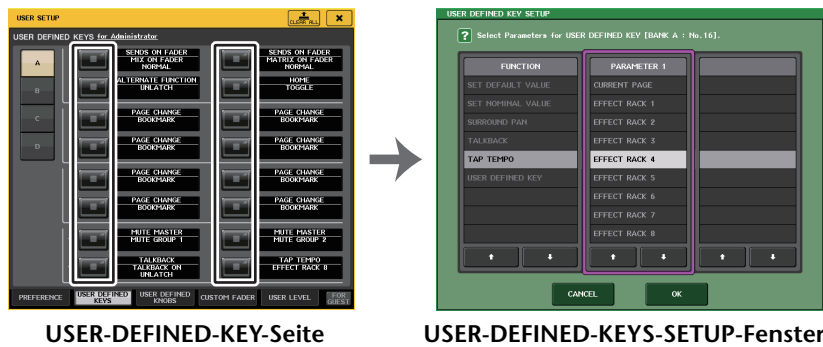 USER SETUP
CLEAR ALL
USER DEFINED KEYS for Administrator
A
B
C
D
SENDS ON FADER
MIX ON FADER
NORMAL
SENDS ON FADER
MATRIX ON FADER
NORMAL
ALTERNATE FUNCTION
UNLATCH
HOME
TOGGLE
PAGE CHANGE
BOOKMARK
PAGE CHANGE
BOOKMARK
PAGE CHANGE
BOOKMARK
PAGE CHANGE
BOOKMARK
PAGE CHANGE
BOOKMARK
PAGE CHANGE
BOOKMARK
PAGE CHANGE
BOOKMARK
PAGE CHANGE
BOOKMARK
MUTE MASTER
MUTE GROUP 1
MUTE MASTER
MUTE GROUP 2
TALKBACK
TALKBACK ON
UNLATCH
TAP TEMPO
EFFECT RACK 8
PREFERENCE
USER DEFINED
KEYS
USER DEFINED
KNOBS
CUSTOM FADER
USER LEVEL
FOR
GUEST
USER-DEFINED-KEY-Seite
USER DEFINED KEY SETUP
? Select Parameters for USER DEFINED KEY [BANK A : No.16].
FUNCTION
SET DEFAULT VALUE
SET NOMINAL VALUE
SURROUND PAN
TALKBACK
TAP TEMPO
USER DEFINED KEY
PARAMETER 1
CURRENT PAGE
EFFECT RACK 1
EFFECT RACK 2
EFFECT RACK 3
EFFECT RACK 4
EFFECT RACK 5
EFFECT RACK 6
EFFECT RACK 7
EFFECT RACK 8
CANCEL
OK
USER-DEFINED-KEYS-SETUP-Fenster